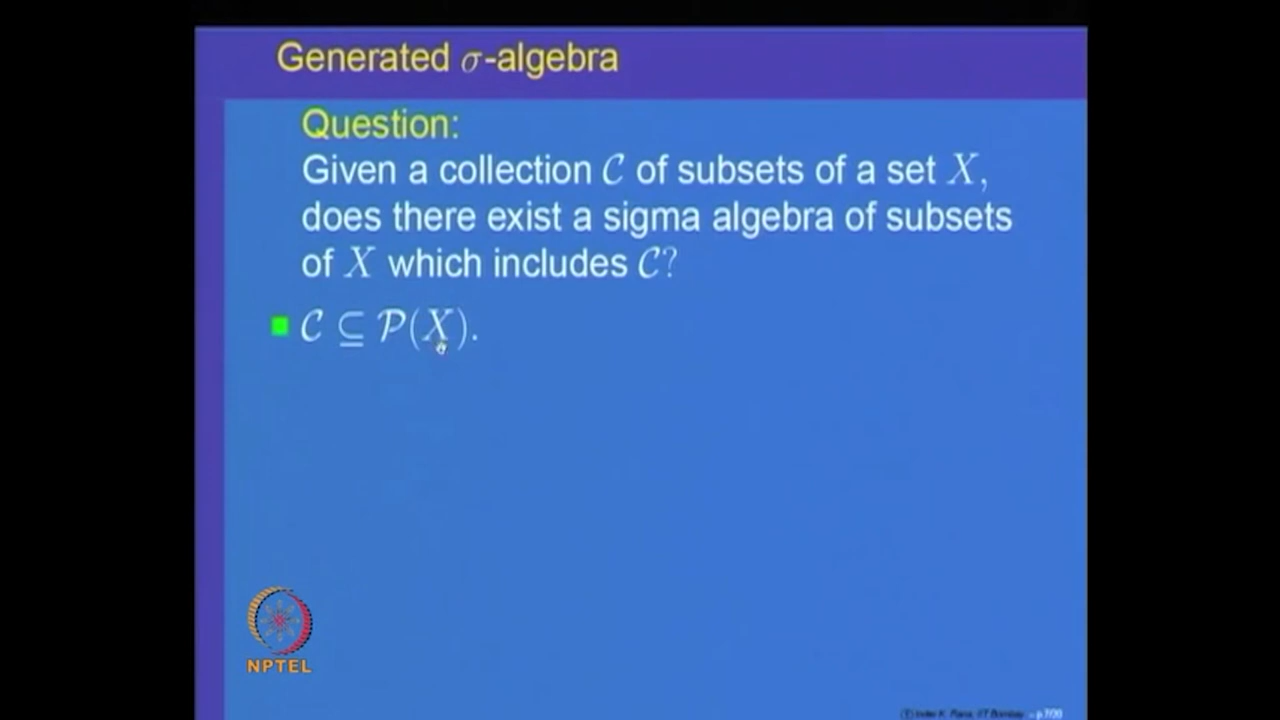 Generated σ-algebra
Question:
Given a collection 𝒞 of subsets of a set X,
does there exist a sigma algebra of subsets
of X which includes 𝒞?
𝒞 ⊆ 𝒫(X).
NPTEL